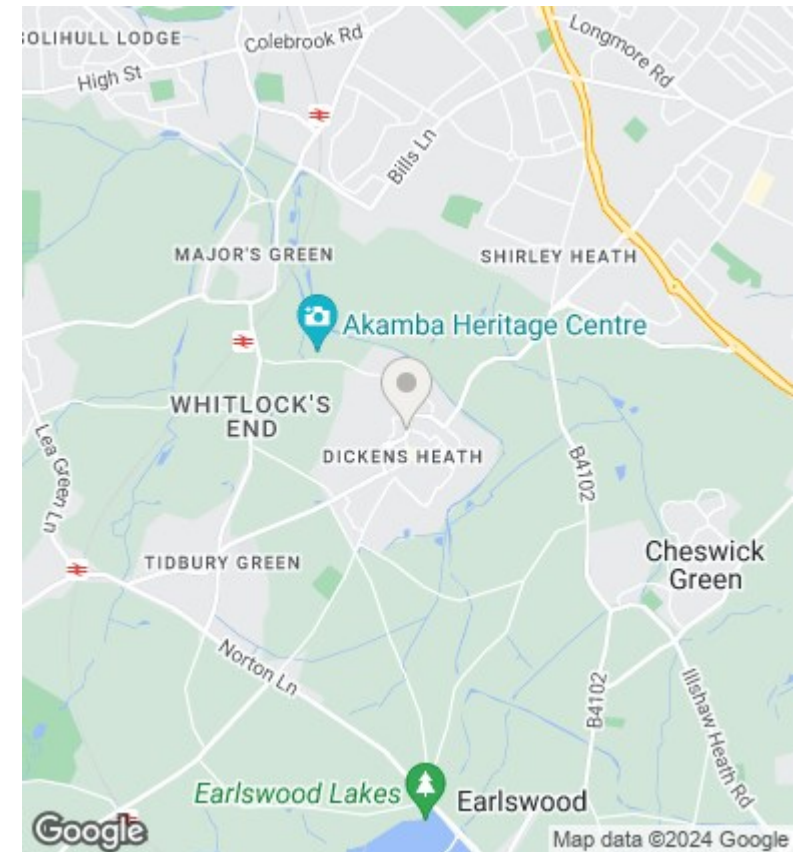 SOLIHULL LODGE
Colebrook Rd
Longmore Rd
High St
Bills Ln
MAJOR'S GREEN
SHIRLEY HEATH
Akamba Heritage Centre
WHITLOCK'S
END
DICKENS HEATH
Lea Green Ln
B4102
Cheswick
Green
TIDBURY GREEN
Norton Ln
B4102
Illshaw Heath Rd
Earlswood Lakes
Earlswood
Google
Map data ©2024 Google